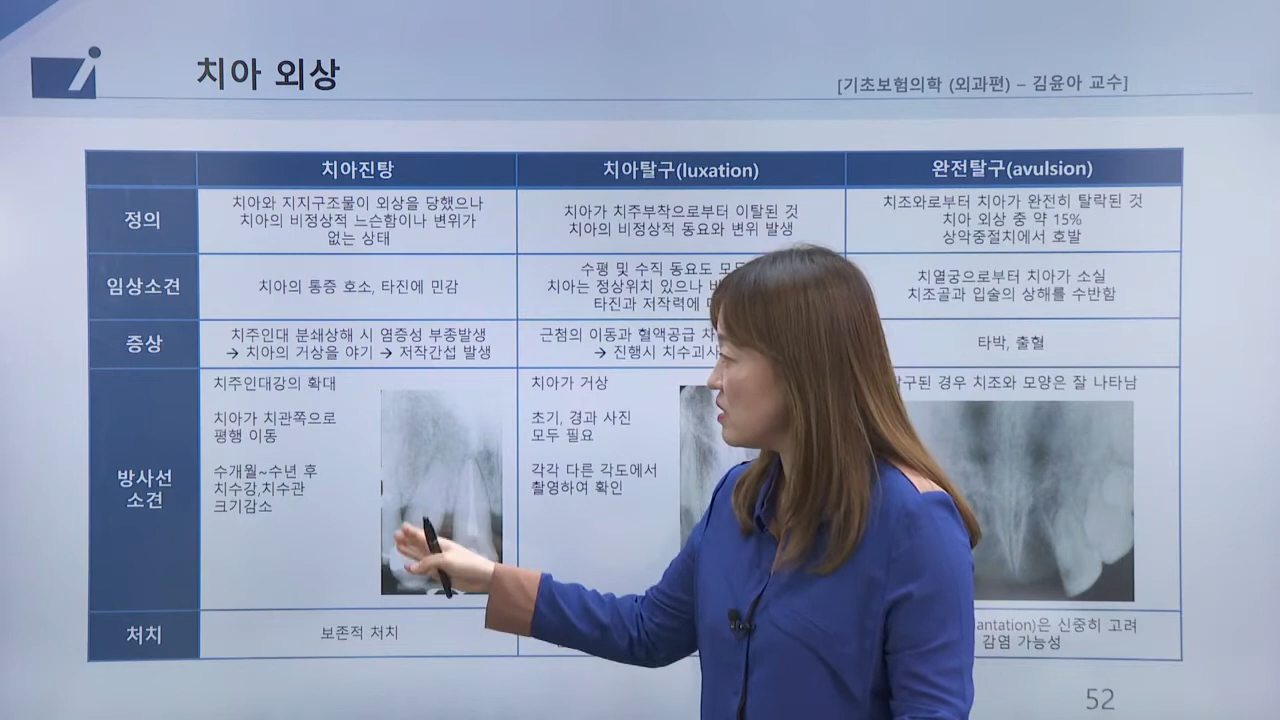 치아 외상
[기초보험의학 (외과편) – 김윤아 교수]
치아진탕
치아탈구(luxation)
완전탈구(avulsion)
정의
치아와 지지구조물이 외상을 당했으나
치아의 비정상적 느슨함이나 변위가
없는 상태
치아가 치주부착으로부터 이탈된 것
치아의 비정상적 동요와 변위 발생
치조와로부터 치아가 완전히 탈락된 것
치아 외상 중 약 15%
상악중절치에서 호발
임상소견
치아의 통증 호소, 타진에 민감
수평 및 수직 동요도
치아는 정상위치 있으나
타진과 저작력에
치열궁으로부터 치아가 소실
치조골과 입술의 상해를 수반함
증상
치주인대 분쇄상해 시 염증성 부종발생
→ 치아의 거상을 야기 → 저작간섭 발생
근첨의 이동과 혈액공급
→ 진행시 치수괴사
타박, 출혈
방사선
소견
치주인대강의 확대
치아가 치관쪽으로
평행 이동
수개월~수년 후
치수강,치수관
크기감소
치아가 거상
초기, 경과 사진
모두 필요
각각 다른 각도에서
촬영하여 확인
경우 치조와 모양은 잘 나타남
처치
보존적 처치
신중히 고려
감염 가능성
52